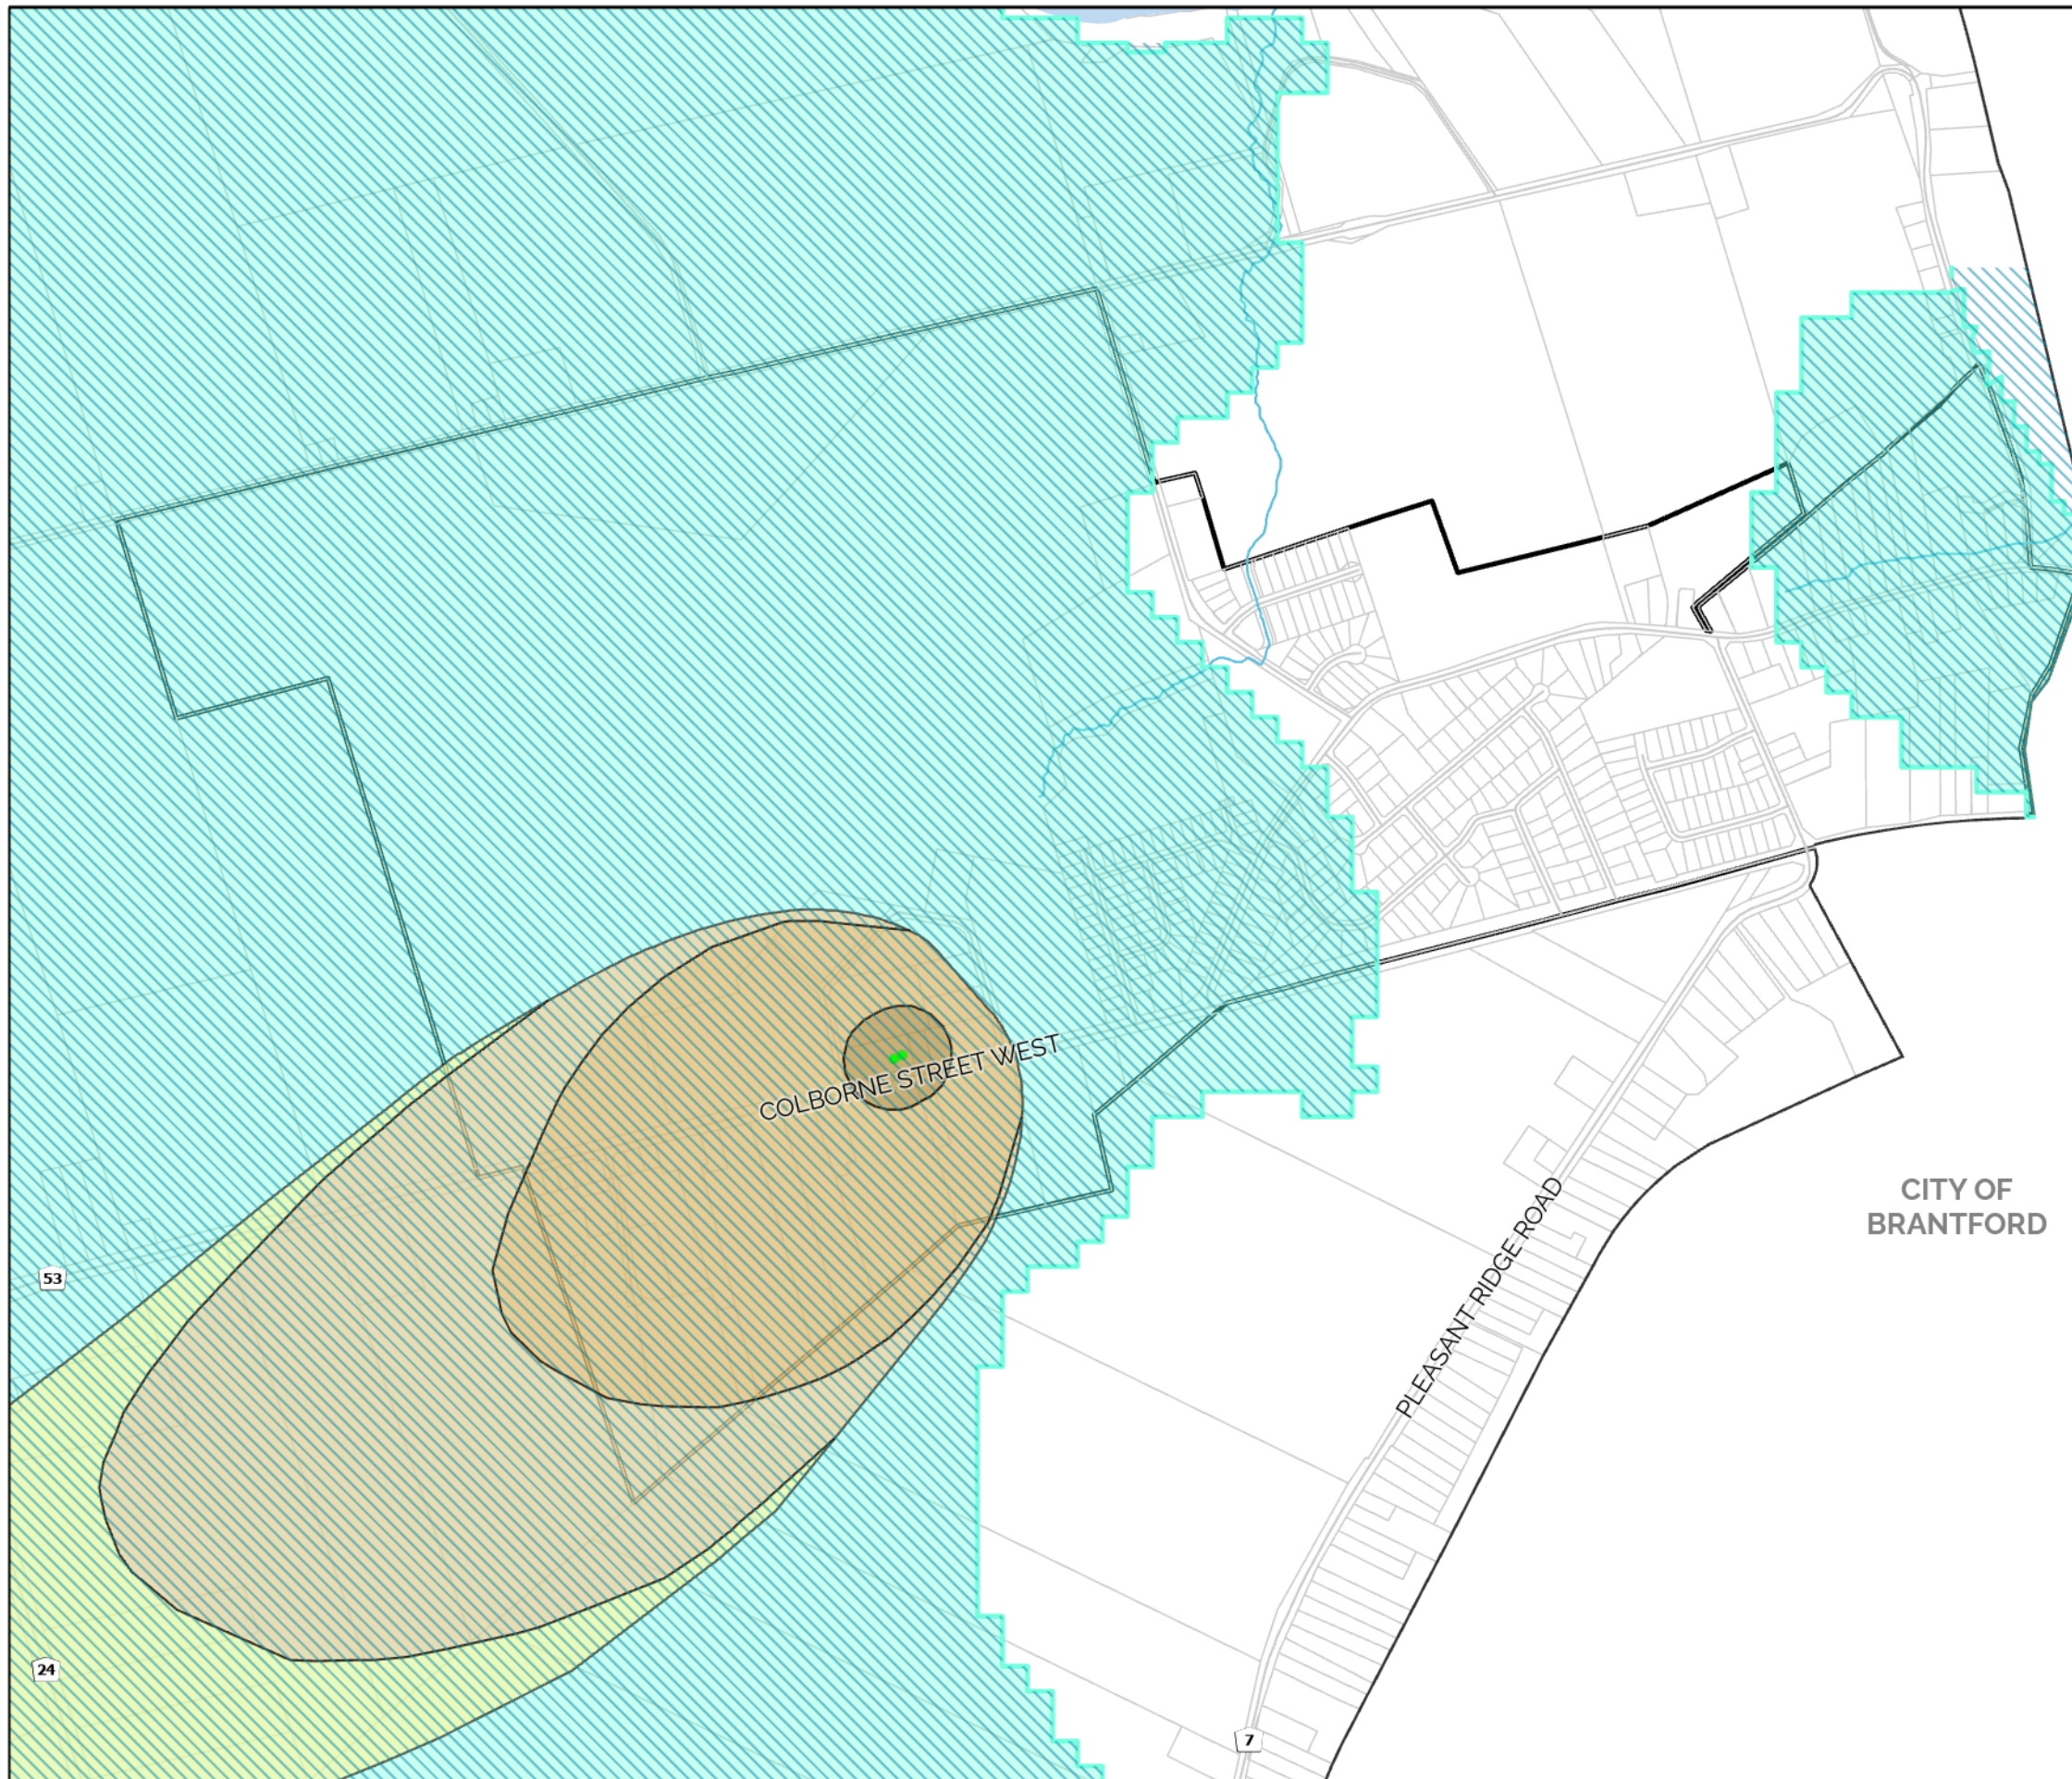 COLBORNE STREET WEST
CITY OF
BRANTFORD
PLEASANT RIDGE ROAD
53
24
7